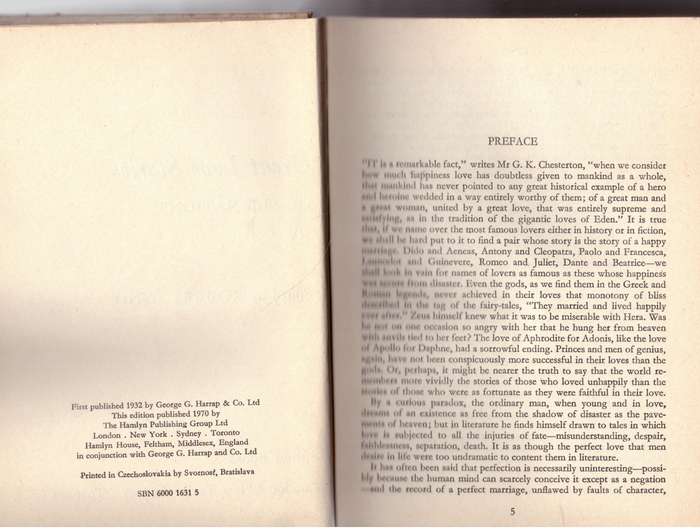 First published 1932 by George G. Harrap & Co. Ltd
This edition published 1970 by
The Hamlyn Publishing Group Ltd
London . New York . Sydney . Toronto
Hamlyn House, Feltham, Middlesex, England
in conjunction with George G. Harrap and Co. Ltd
Printed in Czechoslovakia by Svornosť, Bratislava
SBN 6000 1631 5
PREFACE
"IT is a remarkable fact," writes Mr G. K. Chesterton, "when we consider
how much happiness love has doubtless given to mankind as a whole,
that mankind has never pointed to any great historical example of a hero
and heroine wedded in a way entirely worthy of them; of a great man and
a great woman, united by a great love, that was entirely supreme and
satisfying, as in the tradition of the gigantic loves of Eden." It is true
that, if we name over the most famous lovers either in history or in fiction,
we shall be hard put to it to find a pair whose story is the story of a happy
marriage. Dido and Aeneas, Antony and Cleopatra, Paolo and Francesca,
Launcelot and Guinevere, Romeo and Juliet, Dante and Beatrice—we
shall look in vain for names of lovers as famous as these whose happiness
was secure from disaster. Even the gods, as we find them in the Greek and
Roman legends, never achieved in their loves that monotony of bliss
described in the tag of the fairy-tales, "They married and lived happily
ever after." Zeus himself knew what it was to be miserable with Hera. Was
he not on one occasion so angry with her that he hung her from heaven
with anvils tied to her feet? The love of Aphrodite for Adonis, like the love
of Apollo for Daphne, had a sorrowful ending. Princes and men of genius,
again, have not been conspicuously more successful in their loves than the
gods. Or, perhaps, it might be nearer the truth to say that the world re-
members more vividly the stories of those who loved unhappily than the
stories of those who were as fortunate as they were faithful in their love.
By a curious paradox, the ordinary man, when young and in love,
dreams of an existence as free from the shadow of disaster as the pave-
ments of heaven; but in literature he finds himself drawn to tales in which
love is subjected to all the injuries of fate—misunderstanding, despair,
faithlessness, separation, death. It is as though the perfect love that men
desire in life were too undramatic to content them in literature.
It has often been said that perfection is necessarily uninteresting—possi-
bly because the human mind can scarcely conceive it except as a negation
—and the record of a perfect marriage, unflawed by faults of character,
5